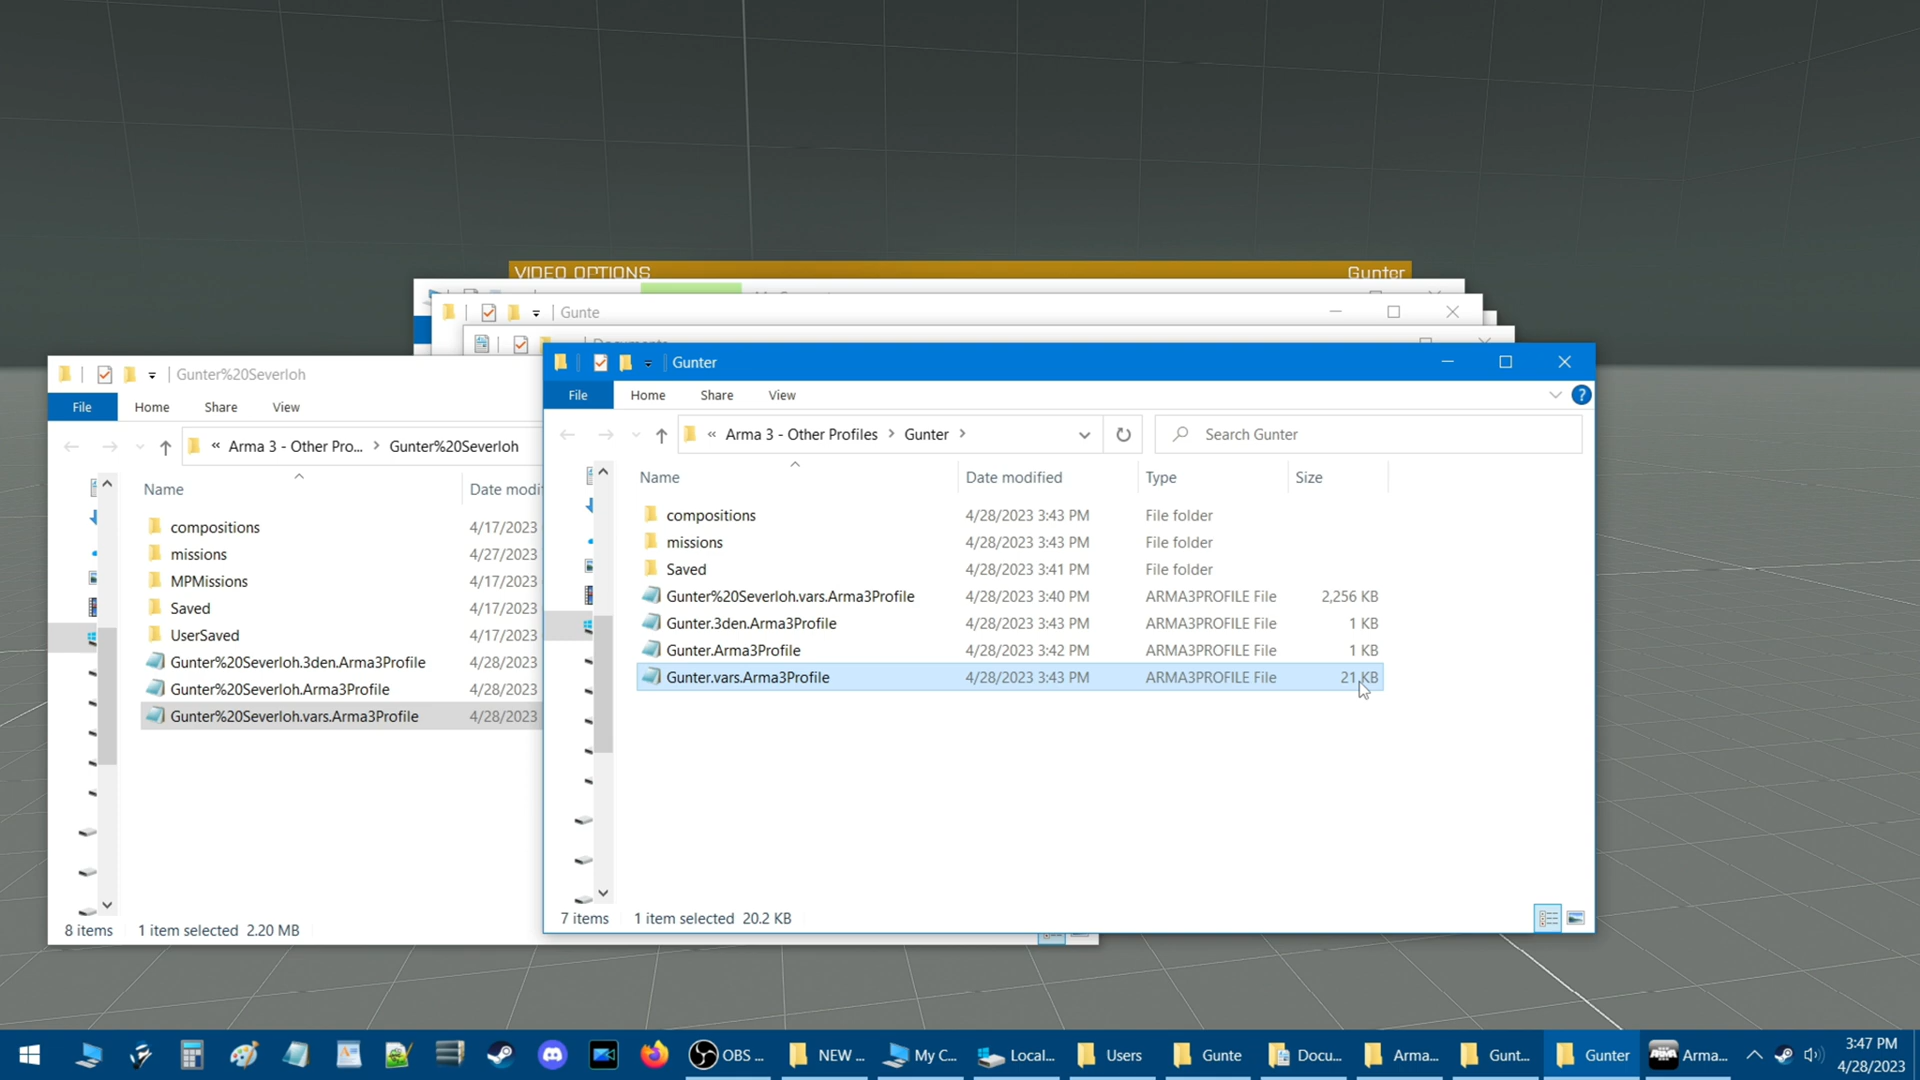 VIDEO OPTIONS Gunter
Gunte
Gunter%20Severloh
File Home Share View
Arma 3 - Other Pro... Gunter%20Severloh
Name Date modif
compositions 4/17/2023
missions 4/27/2023
MPMissions 4/17/2023
Saved 4/17/2023
UserSaved 4/17/2023
Gunter%20Severloh.3den.Arma3Profile 4/28/2023
Gunter%20Severloh.Arma3Profile 4/28/2023
Gunter%20Severloh.vars.Arma3Profile 4/28/2023
8 items 1 item selected 2.20 MB
Gunter
File Home Share View
« Arma 3 - Other Profiles > Gunter >
Search Gunter
Name Date modified Type Size
compositions 4/28/2023 3:43 PM File folder
missions 4/28/2023 3:43 PM File folder
Saved 4/28/2023 3:41 PM File folder
Gunter%20Severloh.vars.Arma3Profile 4/28/2023 3:40 PM ARMA3PROFILE File 2,256 KB
Gunter.3den.Arma3Profile 4/28/2023 3:43 PM ARMA3PROFILE File 1 KB
Gunter.Arma3Profile 4/28/2023 3:42 PM ARMA3PROFILE File 1 KB
Gunter.vars.Arma3Profile 4/28/2023 3:43 PM ARMA3PROFILE File 21 KB
7 items 1 item selected 20.2 KB
OBS ... NEW ... My C... Local... Users Gunte Docu... Arma... Gunt... Gunter Arma...
3:47 PM
4/28/2023